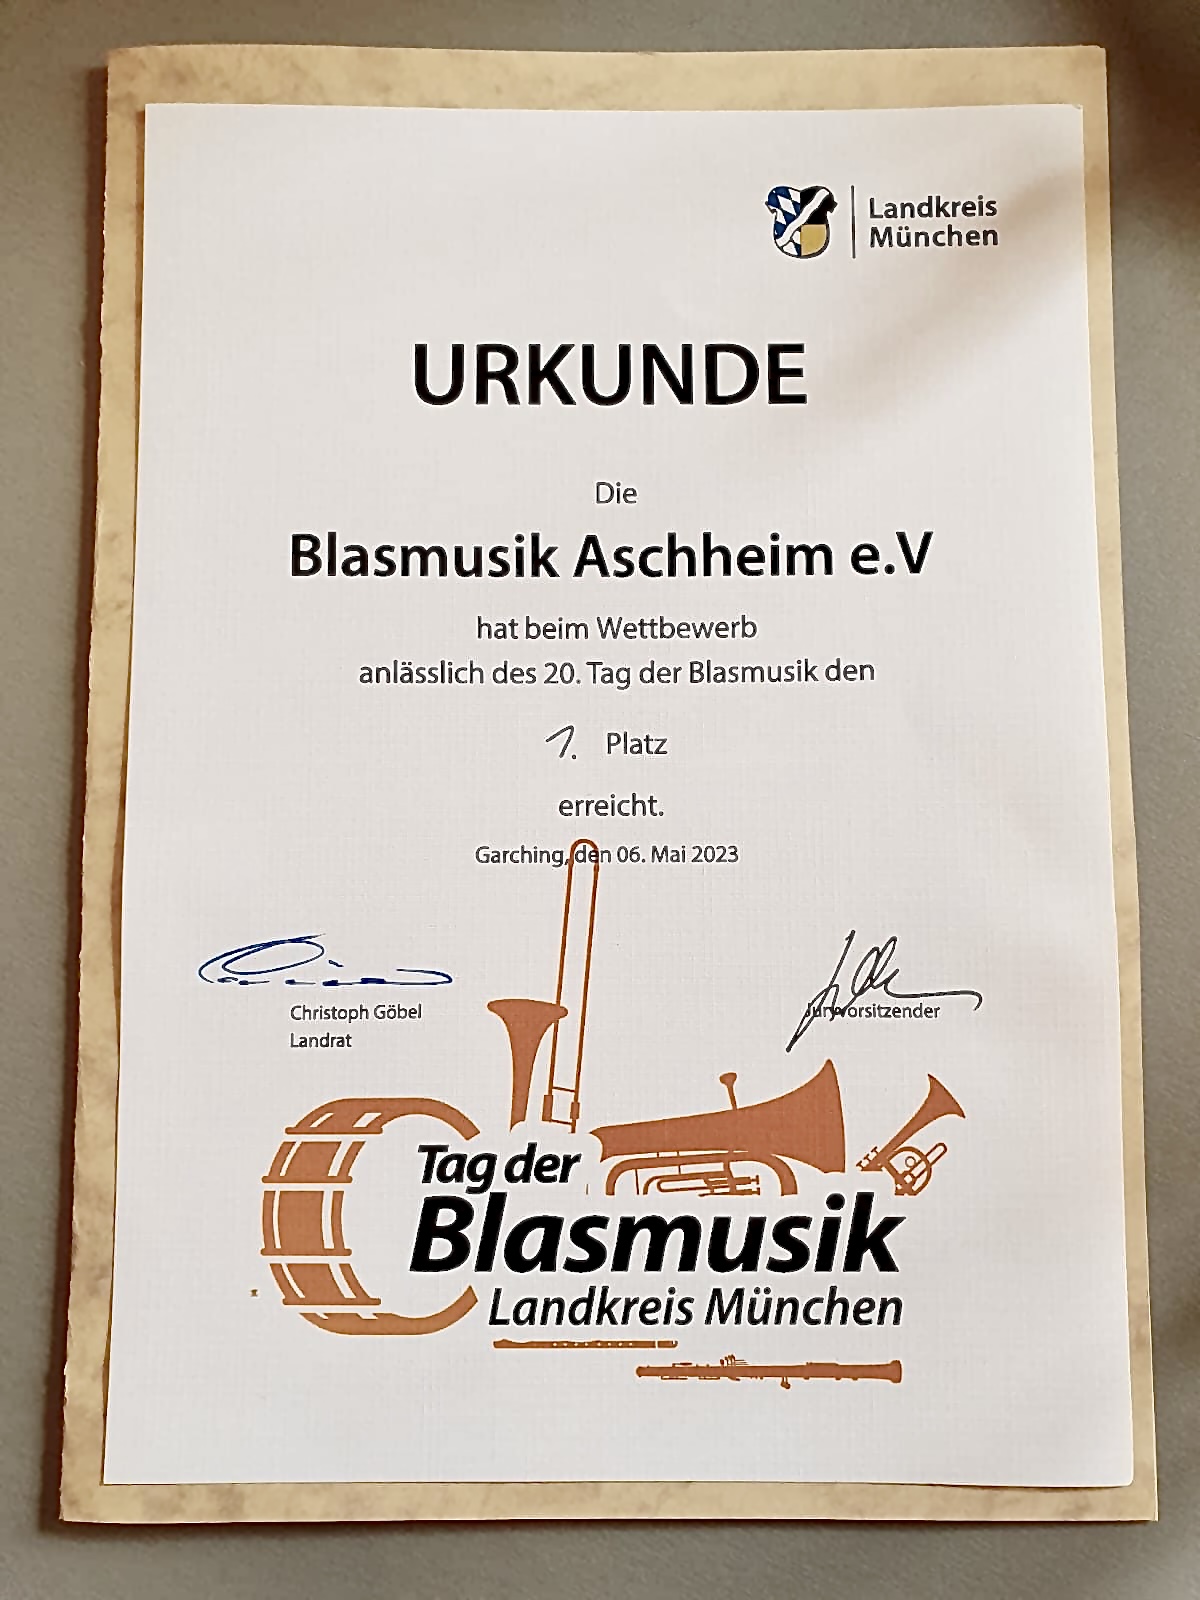 Landkreis
München
URKUNDE
Die
Blasmusik Aschheim e.V
hat beim Wettbewerb
anlässlich des 20. Tag der Blasmusik den
1. Platz
erreicht.
Garching, den 06. Mai 2023
Christoph Göbel
Landrat
Juryvorsitzender
Tag der
Blasmusik
Landkreis München